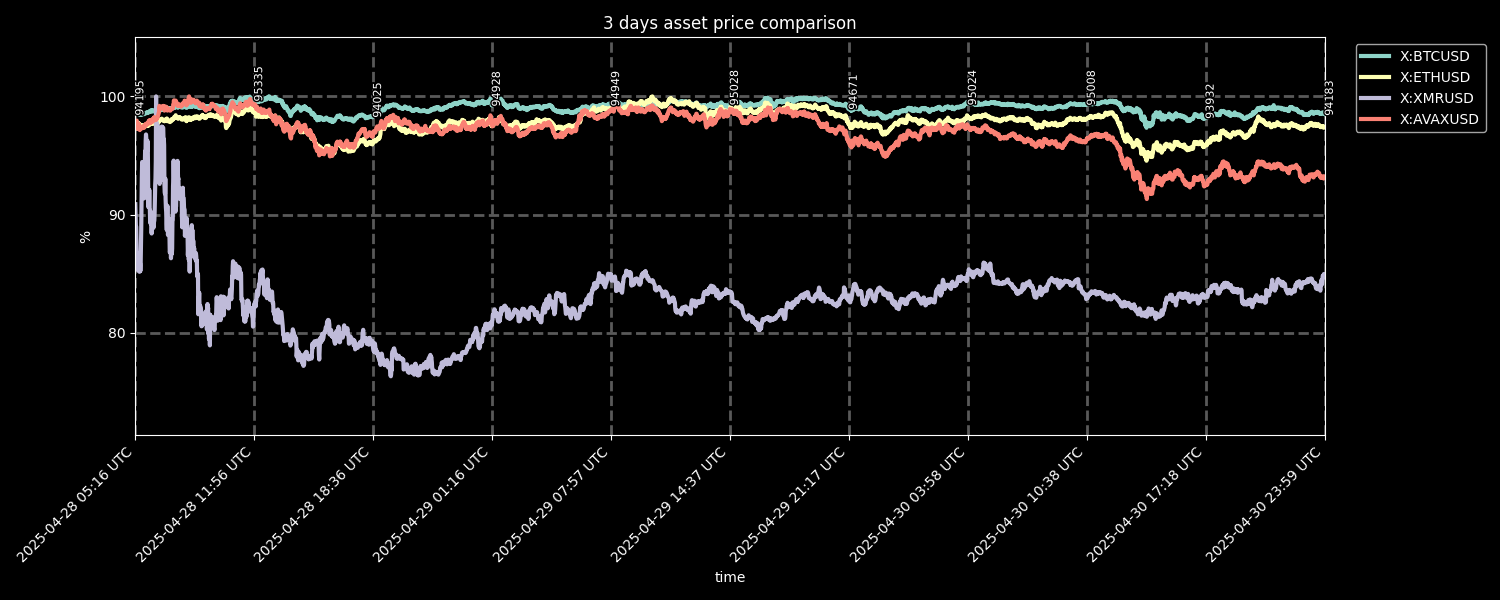 3 days asset price comparison
X:BTCUSD
X:ETHUSD
X:XMRUSD
X:AVAXUSD
94195
95335
94025
94928
94949
95028
94671
95024
95008
93932
94183
100
90
80
%
2025-04-28 05:16 UTC
2025-04-28 11:56 UTC
2025-04-28 18:36 UTC
2025-04-29 01:16 UTC
2025-04-29 07:57 UTC
2025-04-29 14:37 UTC
2025-04-29 21:17 UTC
2025-04-30 03:58 UTC
2025-04-30 10:38 UTC
2025-04-30 17:18 UTC
2025-04-30 23:59 UTC
time